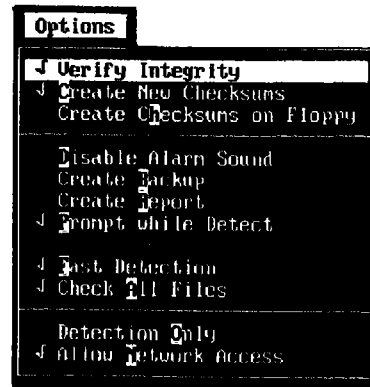 Options
√ Verify Integrity
√ Create New Checksums
Create Checksums on Floppy
Disable Alarm Sound
Create Backup
Create Report
√ Prompt while Detect
√ Fast Detection
√ Check All Files
Detection Only
√ Allow Network Access